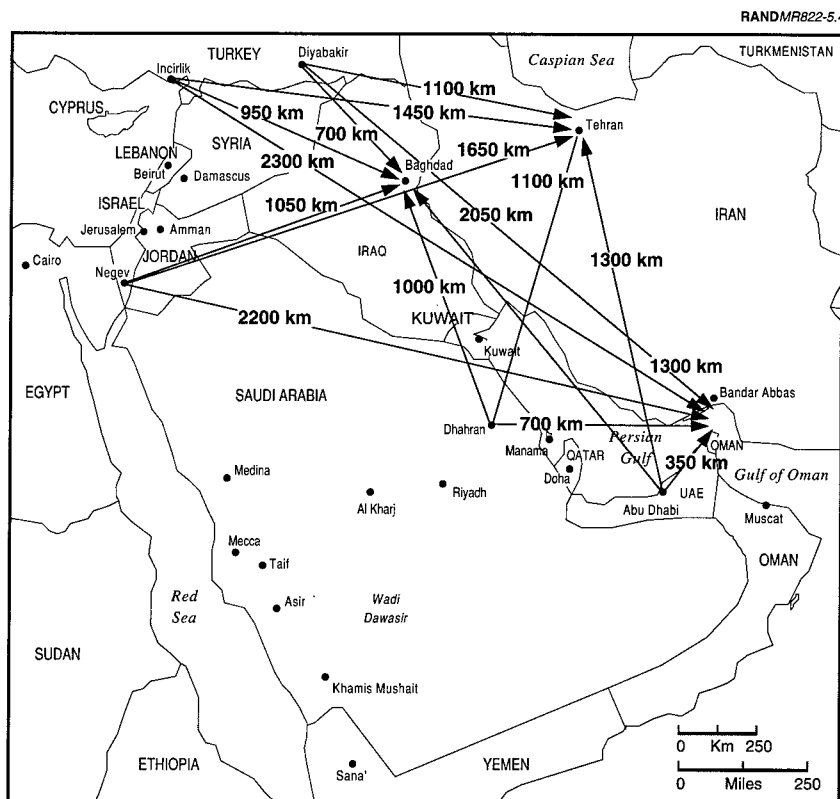 RANDMR822-5.4
TURKEY
Diyabakir
Caspian Sea
TURKMENISTAN
Incirlik
1100 km
CYPRUS
950 km
1450 km
Tehran
700 km
SYRIA
1650 km
LEBANON
2300 km
Baghdad
Beirut
Damascus
1100 km
ISRAEL
1050 km
2050 km
IRAN
Jerusalem
Amman
IRAQ
JORDAN
Cairo
1300 km
Negev
1000 km
2200 km
KUWAIT
Kuwait
1300 km
EGYPT
SAUDI ARABIA
Bandar Abbas
Dhahran
700 km
Persian
Gulf
OMAN
Manama
QATAR
350 km
Doha
Gulf of Oman
Medina
Riyadh
UAE
Al Kharj
Abu Dhabi
Muscat
Mecca
Taif
OMAN
Red
Sea
Asir
Wadi
Dawasir
SUDAN
Khamis Mushait
0 Km 250
ETHIOPIA
Sana'
YEMEN
0 Miles 250